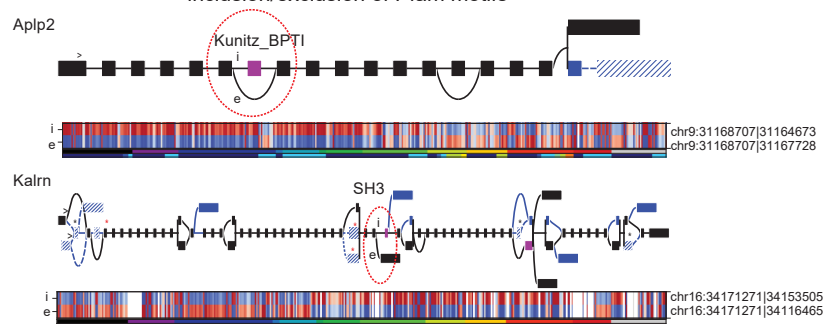 Aplp2
Kunitz_BPTI
>
i
e
i
e
chr9:31168707|31164673
chr9:31168707|31167728
Kalrn
SH3
>
*
*
>
*
i
*
*
e
*
*
i
e
chr16:34171271|34153505
chr16:34171271|34116465